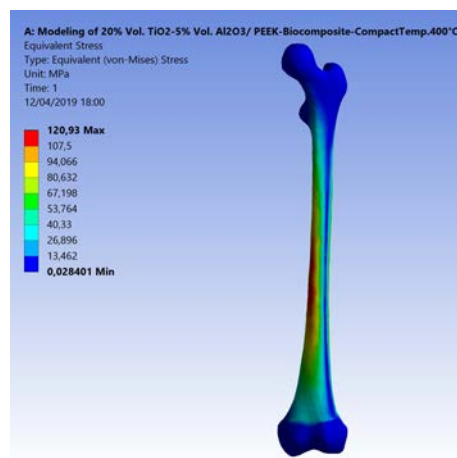 A: Modeling of 20% Vol. TiO2-5% Vol. Al2O3/ PEEK-Biocomposite-CompactTemp.400°C
Equivalent Stress
Type: Equivalent (von-Mises) Stress
Unit: MPa
Time: 1
12/04/2019 18:00
120,93 Max
107,5
94,066
80,632
67,198
53,764
40,33
26,896
13,462
0,028401 Min